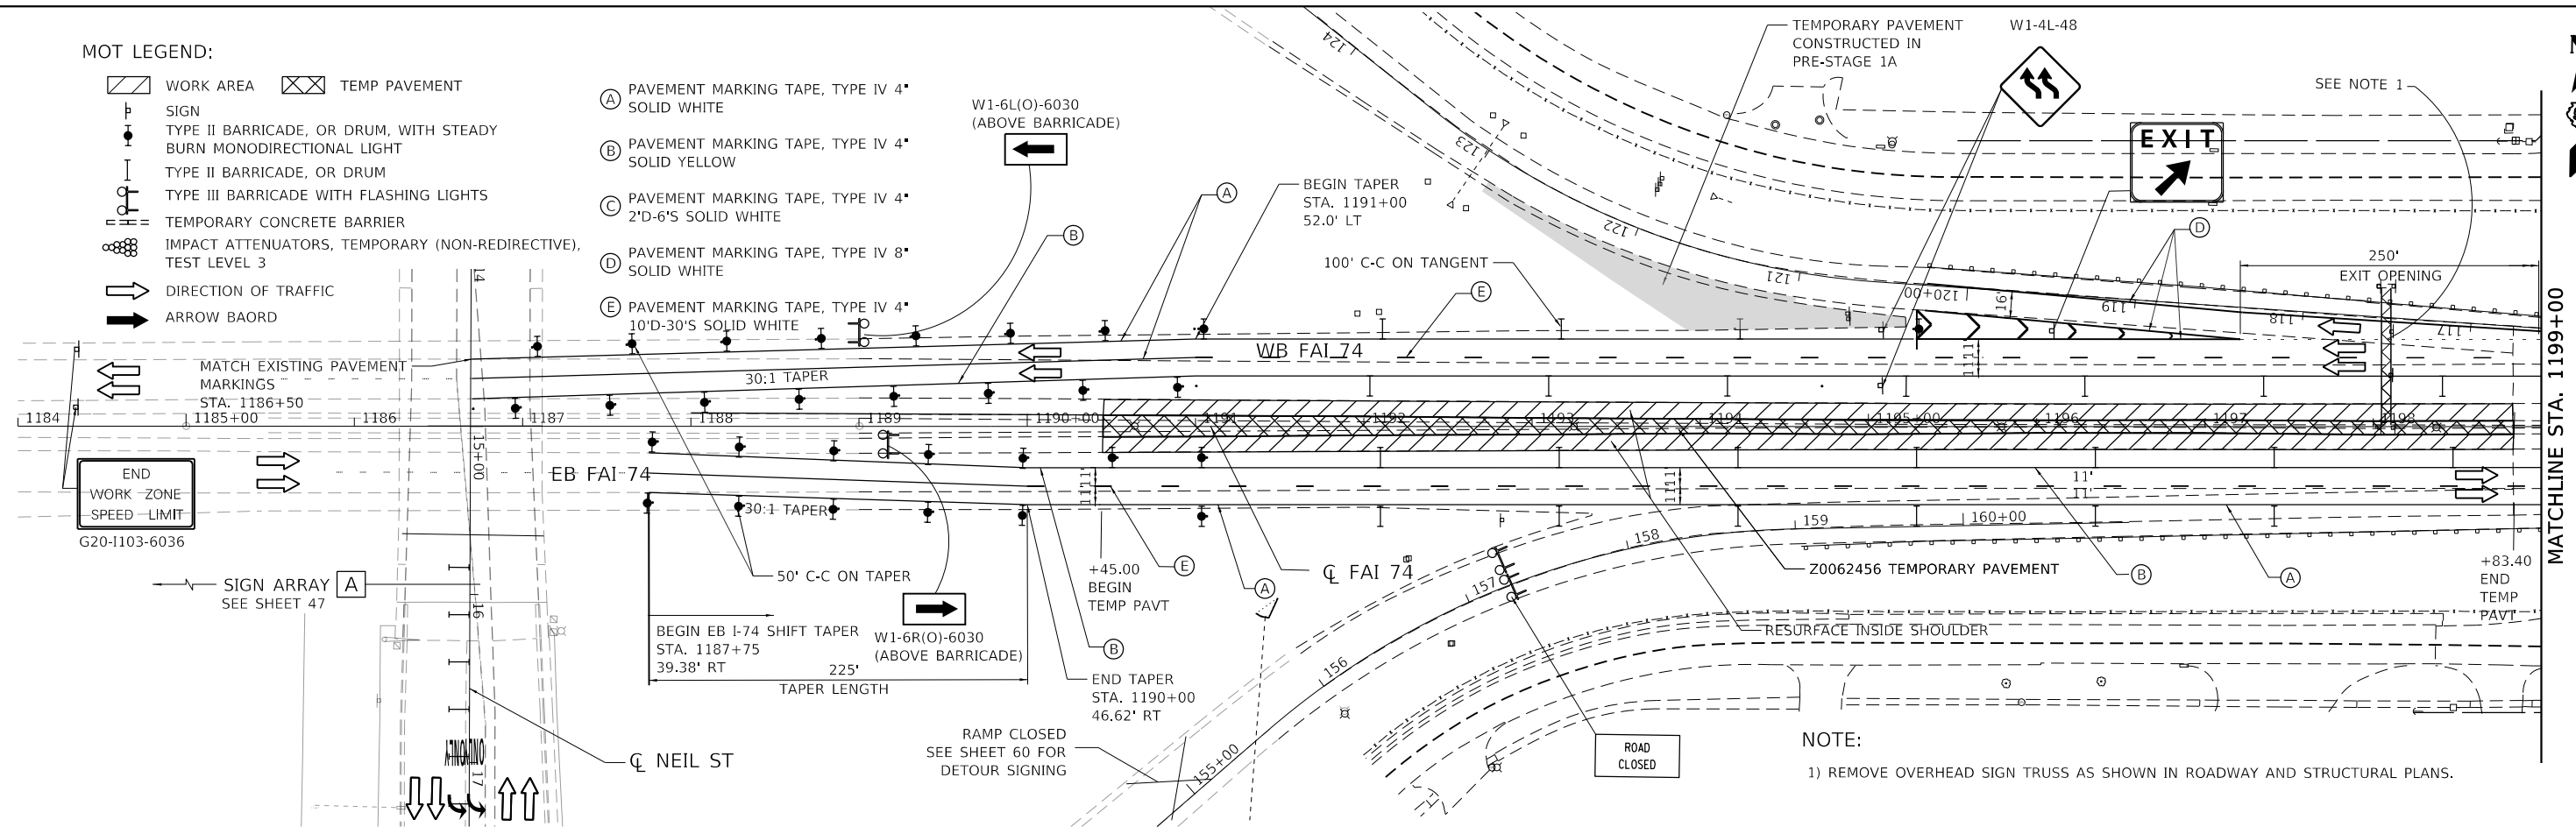 MOT LEGEND:
WORK AREA
TEMP PAVEMENT
SIGN
TYPE II BARRICADE, OR DRUM, WITH STEADY
BURN MONODIRECTIONAL LIGHT
TYPE II BARRICADE, OR DRUM
TYPE III BARRICADE WITH FLASHING LIGHTS
TEMPORARY CONCRETE BARRIER
IMPACT ATTENUATORS, TEMPORARY (NON-REDIRECTIVE),
TEST LEVEL 3
DIRECTION OF TRAFFIC
ARROW BAORD
A PAVEMENT MARKING TAPE, TYPE IV 4"
SOLID WHITE
B PAVEMENT MARKING TAPE, TYPE IV 4"
SOLID YELLOW
C PAVEMENT MARKING TAPE, TYPE IV 4"
2'D-6'S SOLID WHITE
D PAVEMENT MARKING TAPE, TYPE IV 8"
SOLID WHITE
E PAVEMENT MARKING TAPE, TYPE IV 4"
10'D-30'S SOLID WHITE
W1-6L(O)-6030
(ABOVE BARRICADE)
A
B
BEGIN TAPER
STA. 1191+00
52.0' LT
100' C-C ON TANGENT
E
TEMPORARY PAVEMENT
CONSTRUCTED IN
PRE-STAGE 1A
W1-4L-48
EXIT
SEE NOTE 1
D
250'
EXIT OPENING
124
123
122
121
120+00
119
118
117
16'
MATCH EXISTING PAVEMENT
MARKINGS
STA. 1186+50
30:1 TAPER
WB FAI 74
11'
11'
1184
1185+00
1186
1187
1188
1189
1190+00
1191
1192
1193
1194
1195+00
1196
1197
1198
14
15+00
16
17
END
WORK ZONE
SPEED LIMIT
G20-I103-6036
EB FAI 74
30:1 TAPER
11'
11'
11'
11'
11'
11'
SIGN ARRAY A
SEE SHEET 47
50' C-C ON TAPER
BEGIN EB I-74 SHIFT TAPER
STA. 1187+75
39.38' RT
225'
TAPER LENGTH
W1-6R(O)-6030
(ABOVE BARRICADE)
+45.00
BEGIN
TEMP PAVT
E
A
B
END TAPER
STA. 1190+00
46.62' RT
℄ FAI 74
155+00
156
157
158
159
160+00
Z0062456 TEMPORARY PAVEMENT
RESURFACE INSIDE SHOULDER
B
A
+83.40
END
TEMP
PAVT
MATCHLINE STA. 1199+00
RAMP CLOSED
SEE SHEET 60 FOR
DETOUR SIGNING
℄ NEIL ST
ONLY
ONLY
ROAD
CLOSED
NOTE:
1) REMOVE OVERHEAD SIGN TRUSS AS SHOWN IN ROADWAY AND STRUCTURAL PLANS.